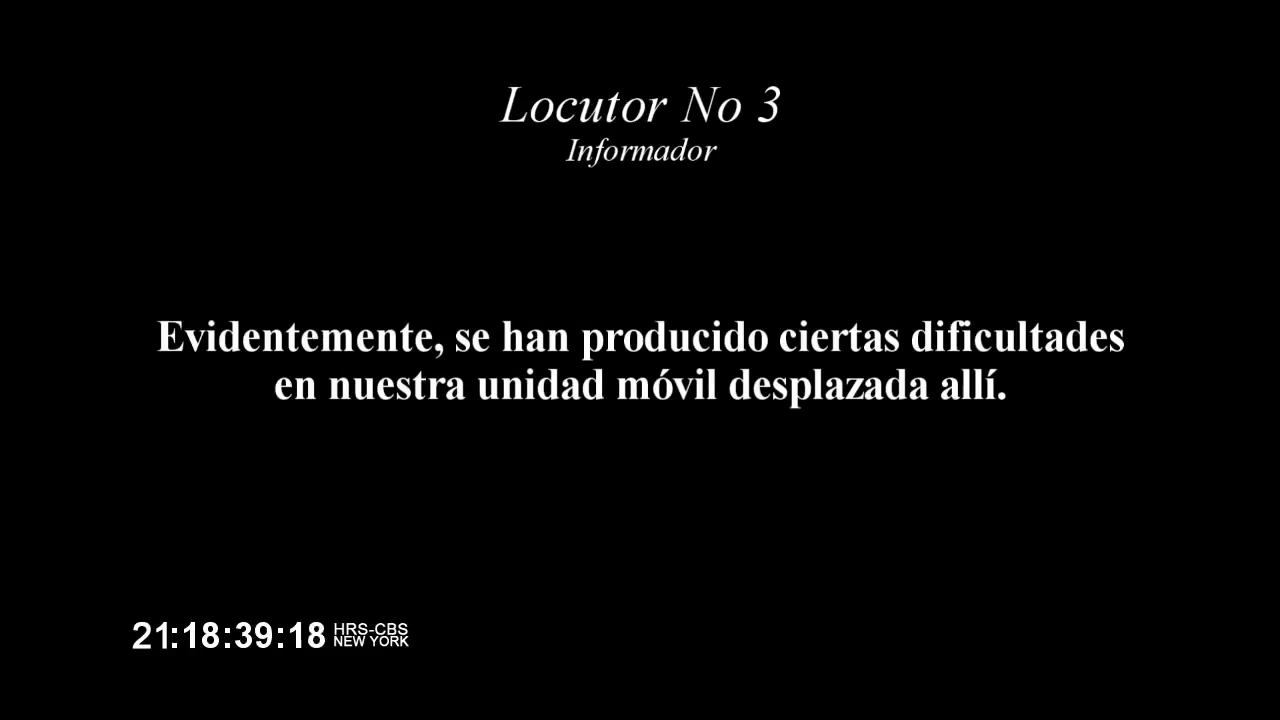 Locutor No 3
Informador
Evidentemente, se han producido ciertas dificultades
en nuestra unidad móvil desplazada allí.
21:18:39:18 HRS-CBS
NEW YORK